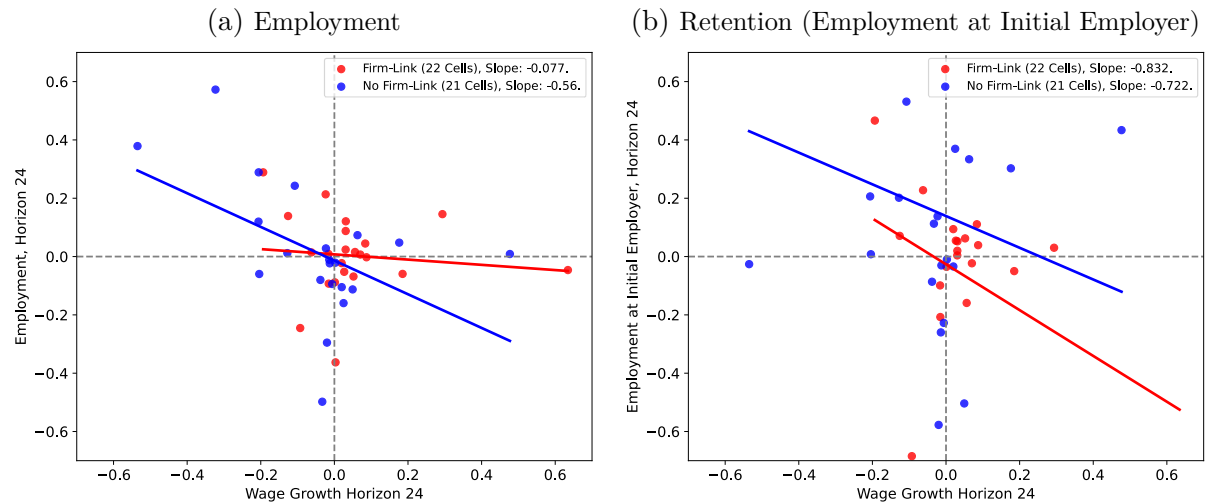 (a) Employment
Firm-Link (22 Cells), Slope: -0.077.
No Firm-Link (21 Cells), Slope: -0.56.
0.6
0.4
0.2
0.0
−0.2
−0.4
−0.6
Employment, Horizon 24
−0.6
−0.4
−0.2
0.0
0.2
0.4
0.6
Wage Growth Horizon 24
(b) Retention (Employment at Initial Employer)
Firm-Link (22 Cells), Slope: -0.832.
No Firm-Link (21 Cells), Slope: -0.722.
0.6
0.4
0.2
0.0
−0.2
−0.4
−0.6
Employment at Initial Employer, Horizon 24
−0.6
−0.4
−0.2
0.0
0.2
0.4
0.6
Wage Growth Horizon 24